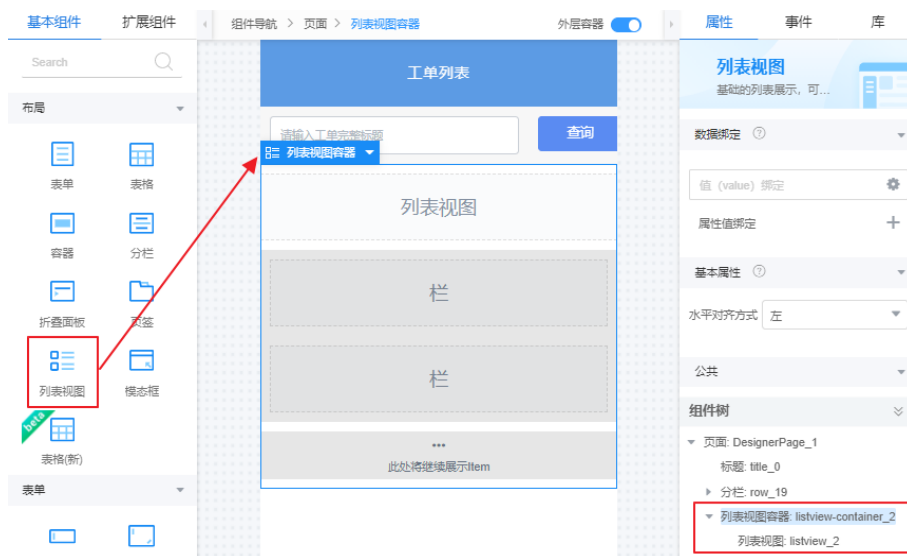 基本组件
扩展组件
Search
布局
表单
表格
容器
分栏
折叠面板
页签
列表视图
模态框
beta
表格(新)
表单
组件导航 > 页面 > 列表视图容器
外层容器
工单列表
请输入工单完整标题
查询
列表视图容器
列表视图
栏
栏
•••
此处将继续展示Item
属性
事件
库
列表视图
基础的列表展示，可...
数据绑定
值（value）绑定
属性值绑定
基本属性
水平对齐方式
左
公共
组件树
页面: DesignerPage_1
标题: title_0
分栏: row_19
列表视图容器: listview-container_2
列表视图: listview_2